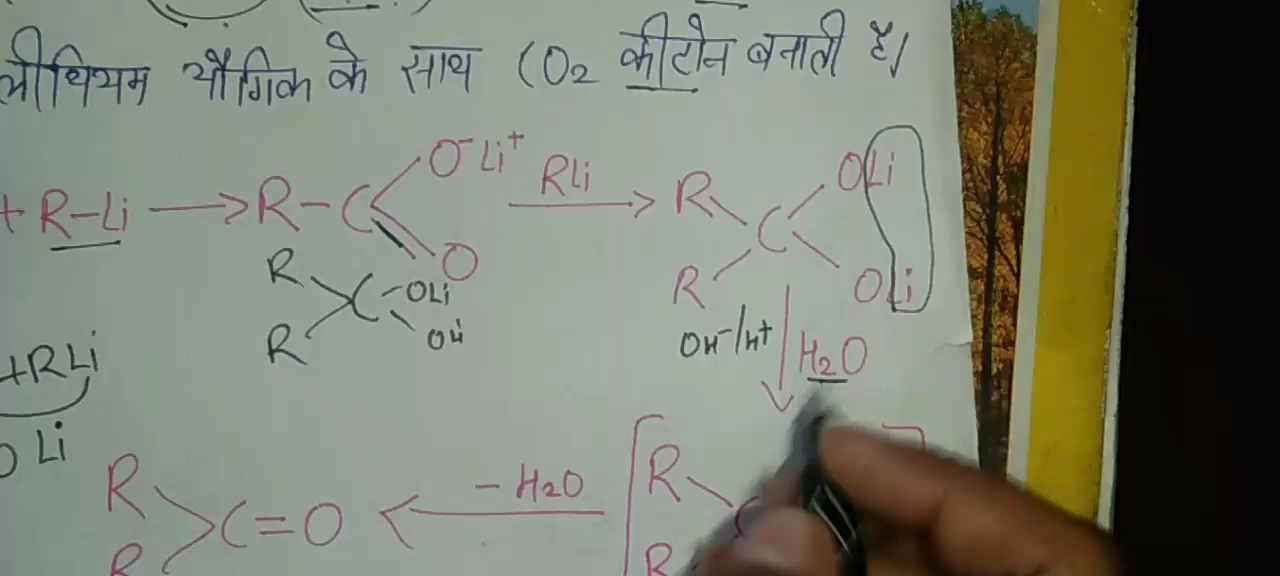 लीथियम यौगिक के साथ CO₂ कीटोन बनाती है।
+ R-Li ⟶ R-C O⁻Li⁺ RLi ⟶ R C OLi
O R OLi
R C -OLi
R OLi
OH⁻/H⁺ H₂O
+RLi
O Li
R C=O ⟵ -H₂O [R C
R R